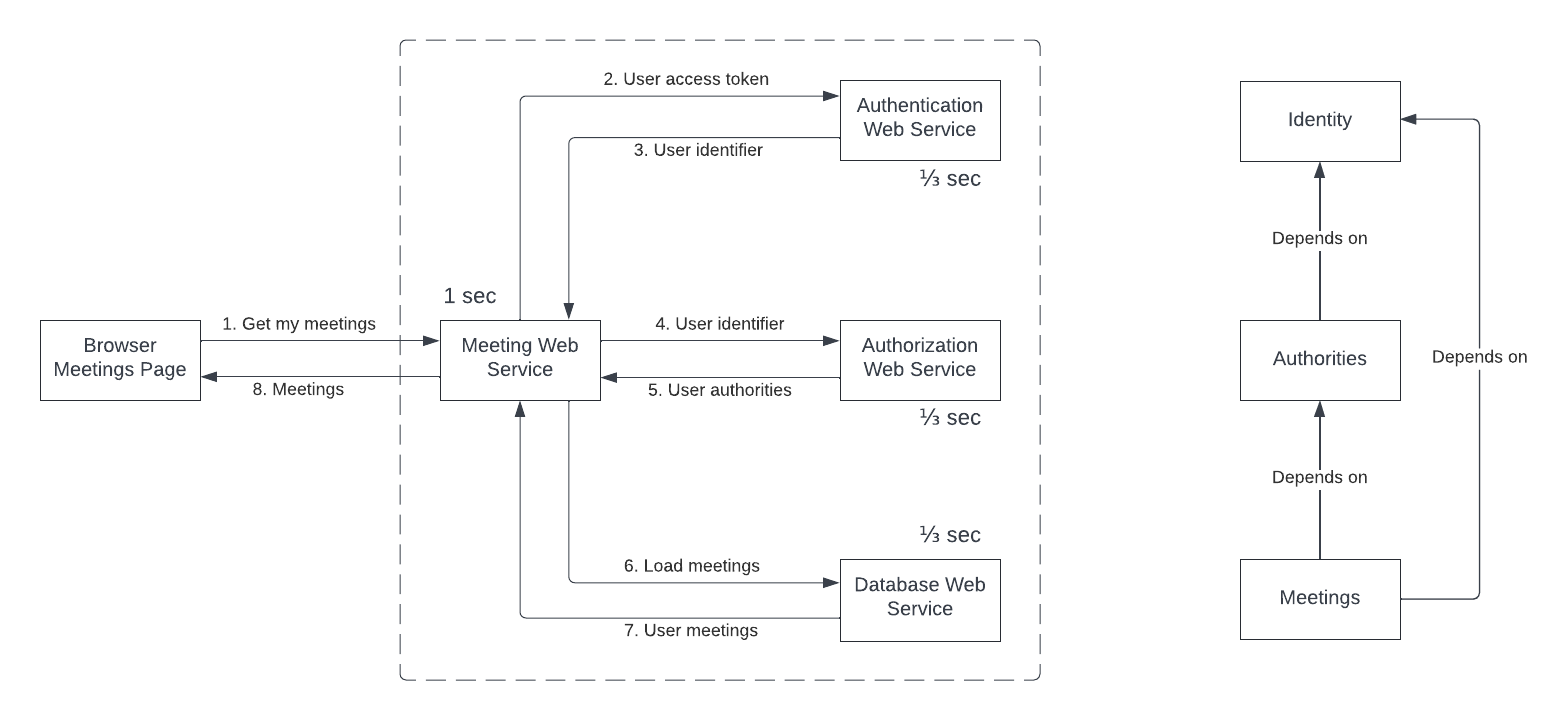 2. User access token
Authentication
Web Service
3. User identifier
⅓ sec
1 sec
1. Get my meetings
Browser
Meetings Page
8. Meetings
Meeting Web
Service
4. User identifier
Authorization
Web Service
5. User authorities
⅓ sec
⅓ sec
6. Load meetings
Database Web
Service
7. User meetings
Identity
Depends on
Authorities
Depends on
Depends on
Meetings